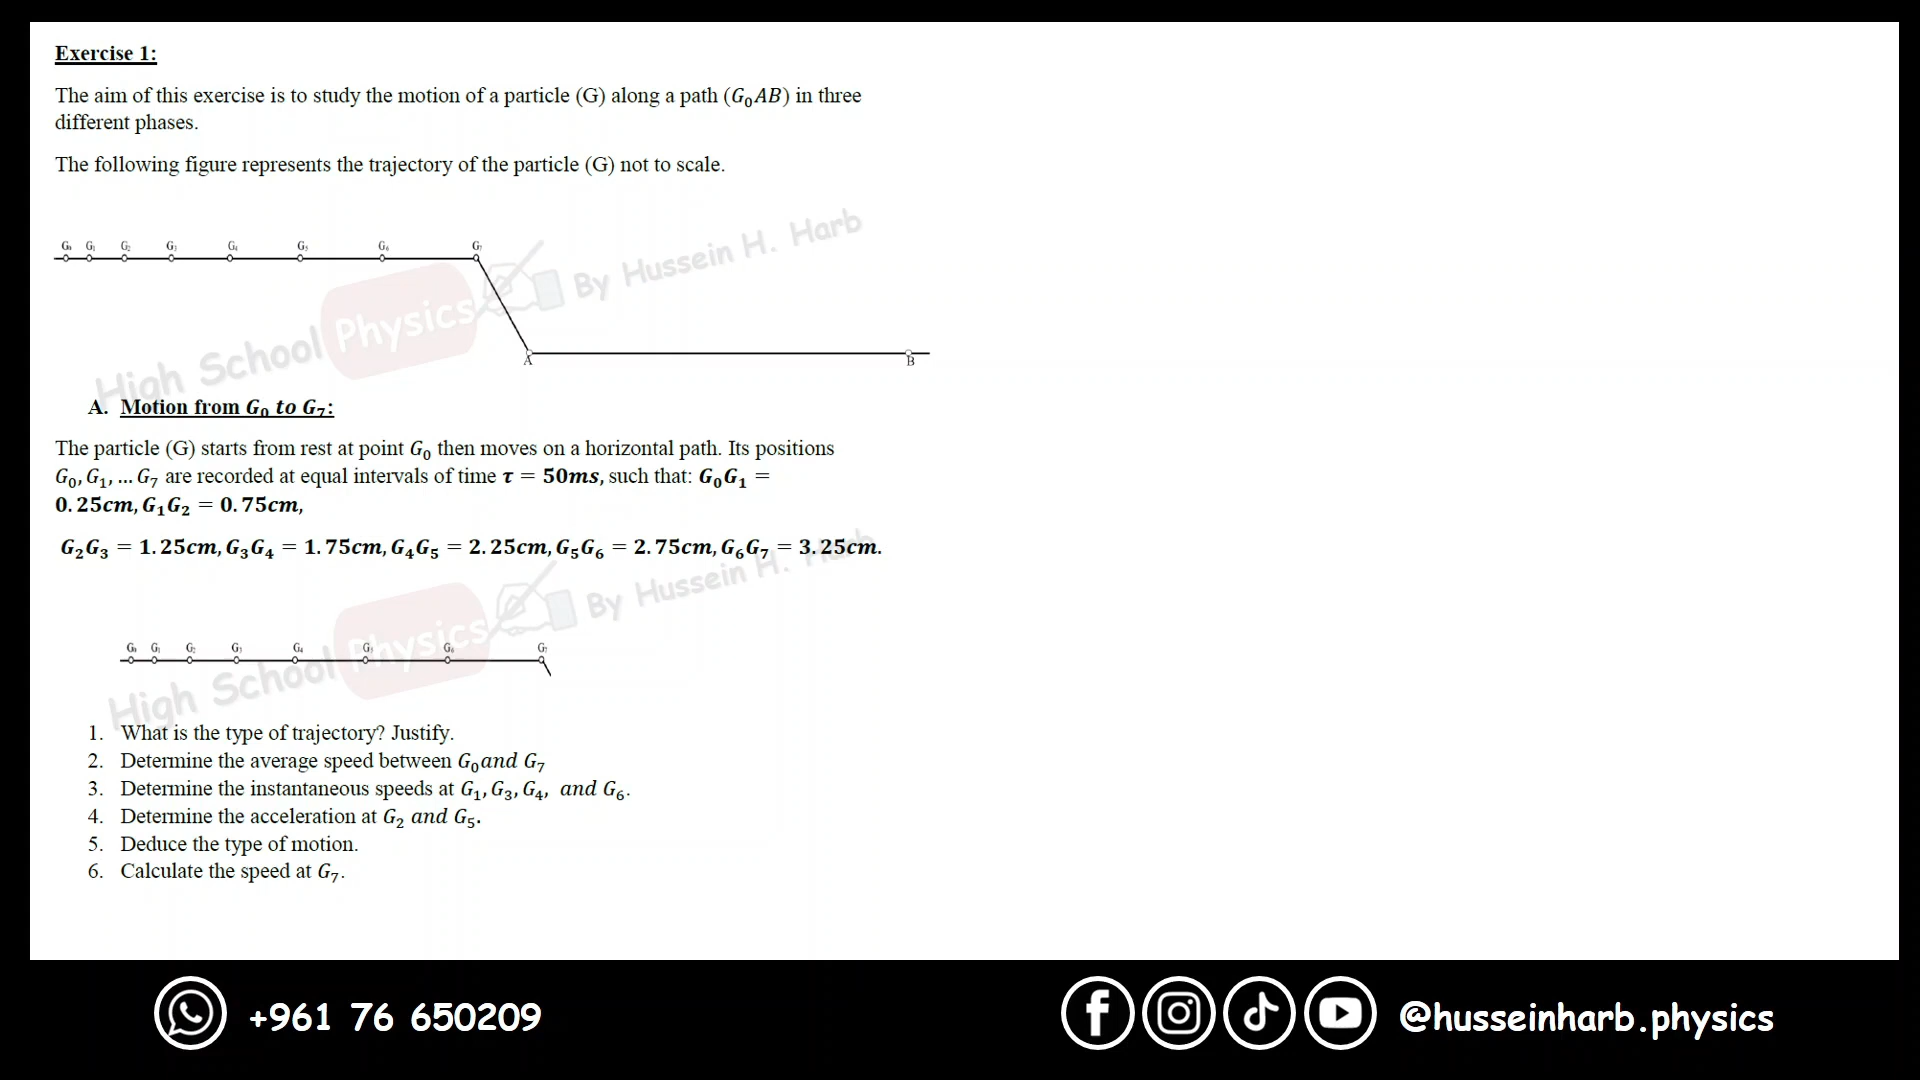 Exercise 1:
The aim of this exercise is to study the motion of a particle (G) along a path (G₀AB) in three
different phases.
The following figure represents the trajectory of the particle (G) not to scale.
G₀ G₁ G₂ G₃ G₄ G₅ G₆ G₇
A B
High School Physics By Hussein H. Harb
A. Motion from G₀ to G₇:
The particle (G) starts from rest at point G₀ then moves on a horizontal path. Its positions
G₀, G₁, … G₇ are recorded at equal intervals of time τ = 50ms, such that: G₀G₁ =
0.25cm, G₁G₂ = 0.75cm,
G₂G₃ = 1.25cm, G₃G₄ = 1.75cm, G₄G₅ = 2.25cm, G₅G₆ = 2.75cm, G₆G₇ = 3.25cm.
High School Physics By Hussein H. Harb
G₀ G₁ G₂ G₃ G₄ G₅ G₆ G₇
1. What is the type of trajectory? Justify.
2. Determine the average speed between G₀and G₇
3. Determine the instantaneous speeds at G₁, G₃, G₄, and G₆.
4. Determine the acceleration at G₂ and G₅.
5. Deduce the type of motion.
6. Calculate the speed at G₇.
+961 76 650209
@husseinharb.physics